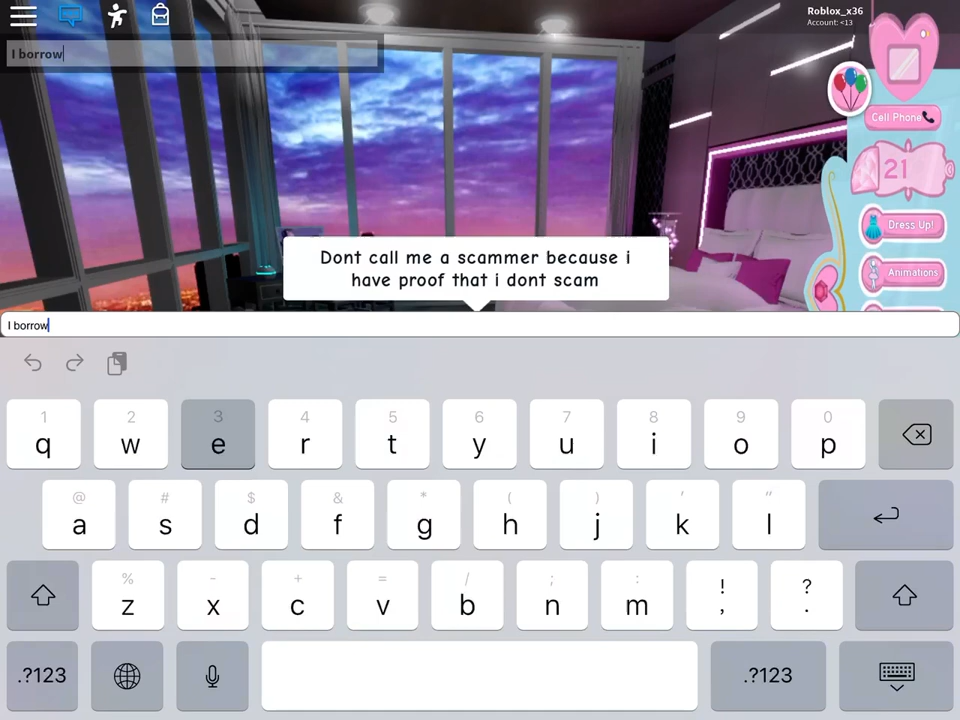 Roblox_x36
Account: <13
I borrow
Cell Phone
21
Dress Up!
Animations
Dont call me a scammer because i
have proof that i dont scam
I borrow
1 2 3 4 5 6 7 8 9 0
q w e r t y u i o p
@ # $ & * ( ) ' "
a s d f g h j k l
% - + = / ; : ! ?
z x c v b n m , .
.?123 .?123